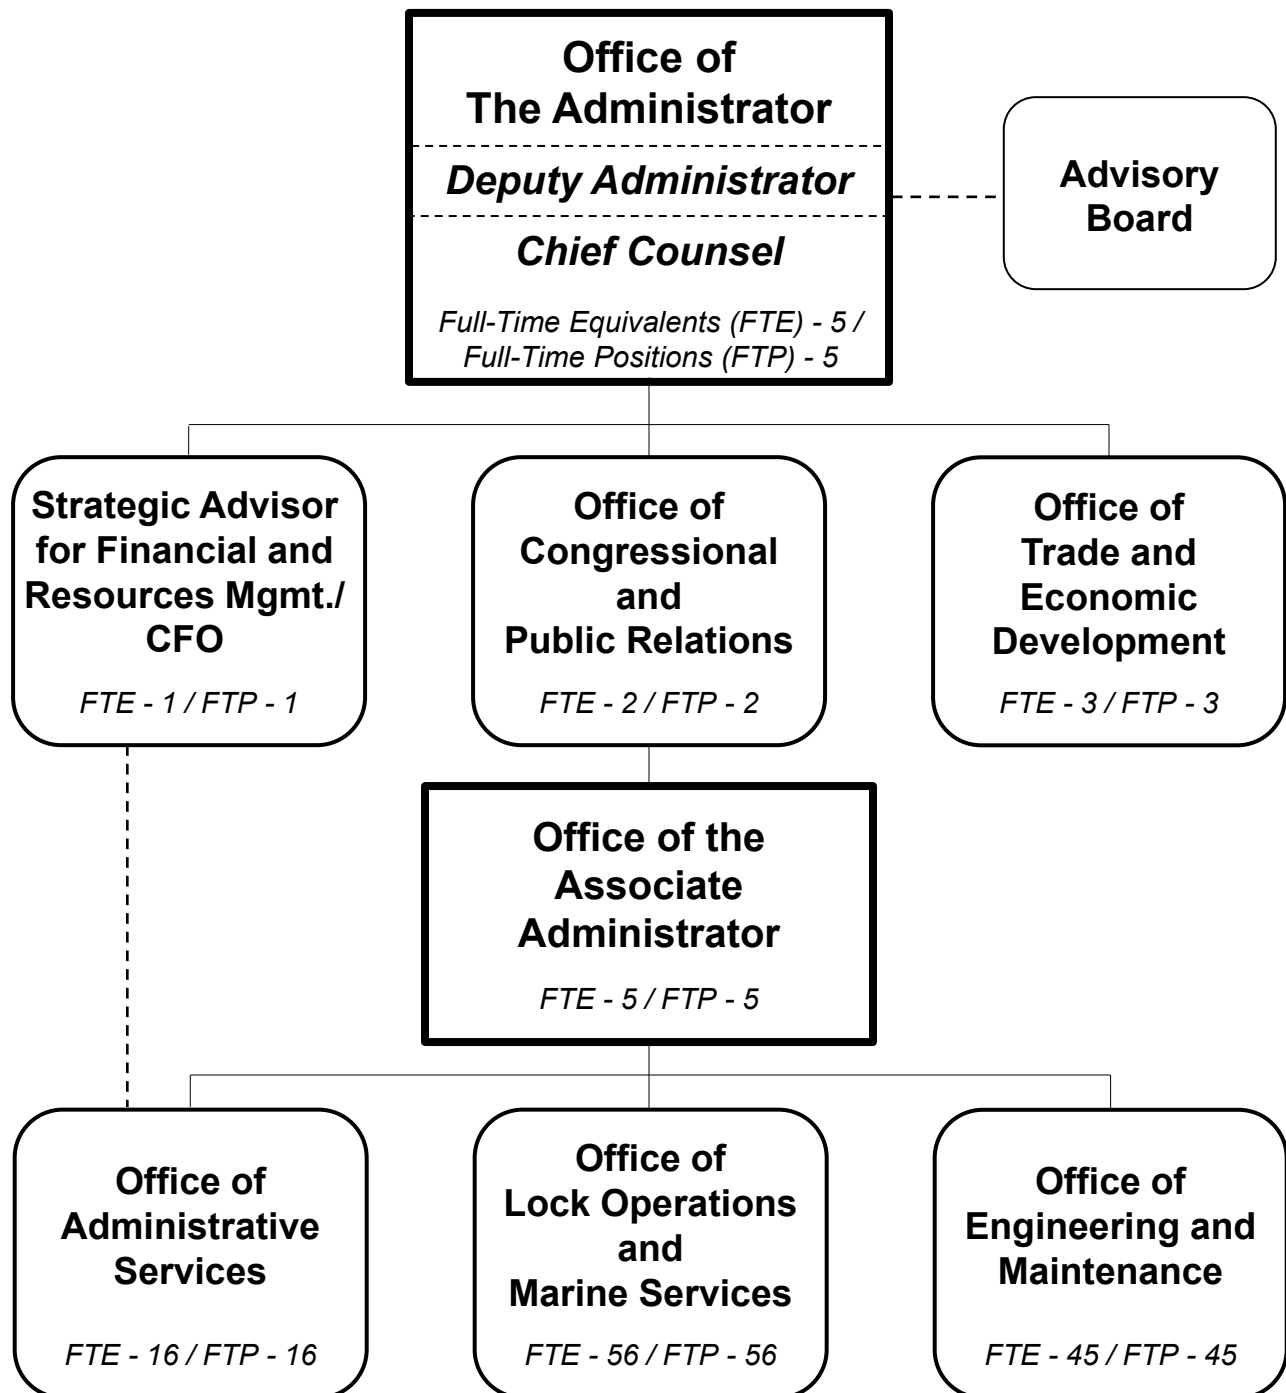 Office of
The Administrator
Deputy Administrator
Chief Counsel
Full-Time Equivalents (FTE) - 5 /
Full-Time Positions (FTP) - 5
Advisory
Board
Strategic Advisor
for Financial and
Resources Mgmt./
CFO
FTE - 1 / FTP - 1
Office of
Congressional
and
Public Relations
FTE - 2 / FTP - 2
Office of
Trade and
Economic
Development
FTE - 3 / FTP - 3
Office of the
Associate
Administrator
FTE - 5 / FTP - 5
Office of
Administrative
Services
FTE - 16 / FTP - 16
Office of
Lock Operations
and
Marine Services
FTE - 56 / FTP - 56
Office of
Engineering and
Maintenance
FTE - 45 / FTP - 45